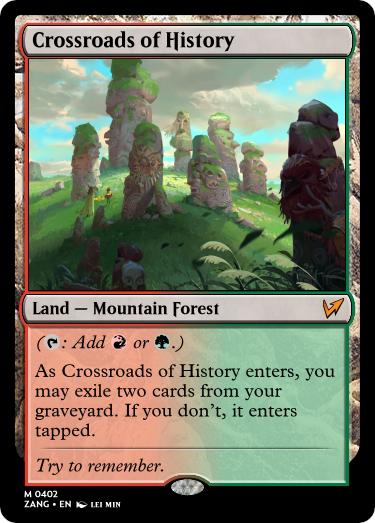 Crossroads of History
Land — Mountain Forest
(T: Add R or G.)
As Crossroads of History enters, you
may exile two cards from your
graveyard. If you don't, it enters
tapped.
Try to remember.
M 0402
ZANG • EN LEI MIN